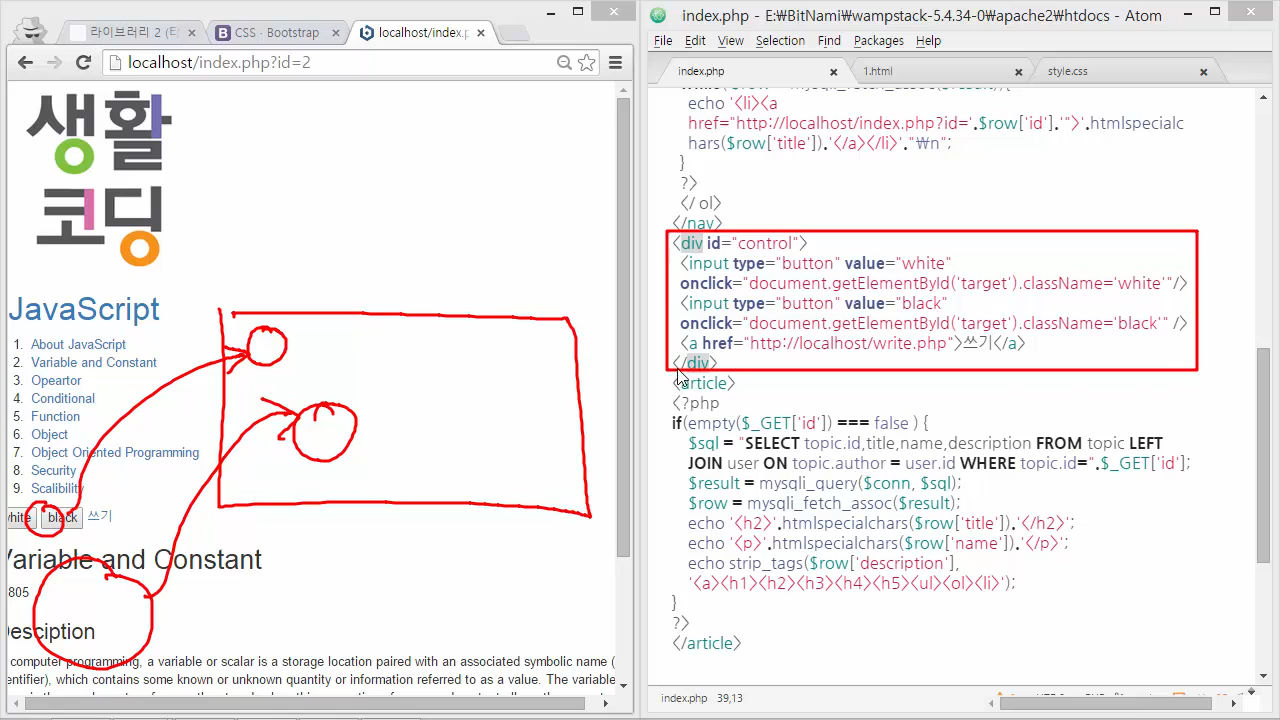 라이브러리 2 (E
CSS · Bootstrap
localhost/index.p
localhost/index.php?id=2
생활
코딩
JavaScript
1. About JavaScript
2. Variable and Constant
3. Opeartor
4. Conditional
5. Function
6. Object
7. Object Oriented Programming
8. Security
9. Scalibility
white black 쓰기
Variable and Constant
805
Desciption
computer programming, a variable or scalar is a storage location paired with an associated symbolic name (
entifier), which contains some known or unknown quantity or information referred to as a value. The variable
index.php - E:₩BitNami₩wampstack-5.4.34-0₩apache2₩htdocs - Atom
File Edit View Selection Find Packages Help
index.php 1.html style.css
echo '<li><a
href="http://localhost/index.php?id='.$row['id'].'">'.htmlspecialc
hars($row['title']).'</a></li>'."₩n";
}
?>
</ ol>
</nav>
<div id="control">
<input type="button" value="white"
onclick="document.getElementById('target').className='white'"/>
<input type="button" value="black"
onclick="document.getElementById('target').className='black'" />
<a href="http://localhost/write.php">쓰기</a>
</div>
<article>
<?php
if(empty($_GET['id']) === false ) {
$sql = "SELECT topic.id,title,name,description FROM topic LEFT
JOIN user ON topic.author = user.id WHERE topic.id=".$_GET['id'];
$result = mysqli_query($conn, $sql);
$row = mysqli_fetch_assoc($result);
echo '<h2>'.htmlspecialchars($row['title']).'</h2>';
echo '<p>'.htmlspecialchars($row['name']).'</p>';
echo strip_tags($row['description'],
'<a><h1><h2><h3><h4><h5><ul><ol><li>');
}
?>
</article>
index.php 39,13